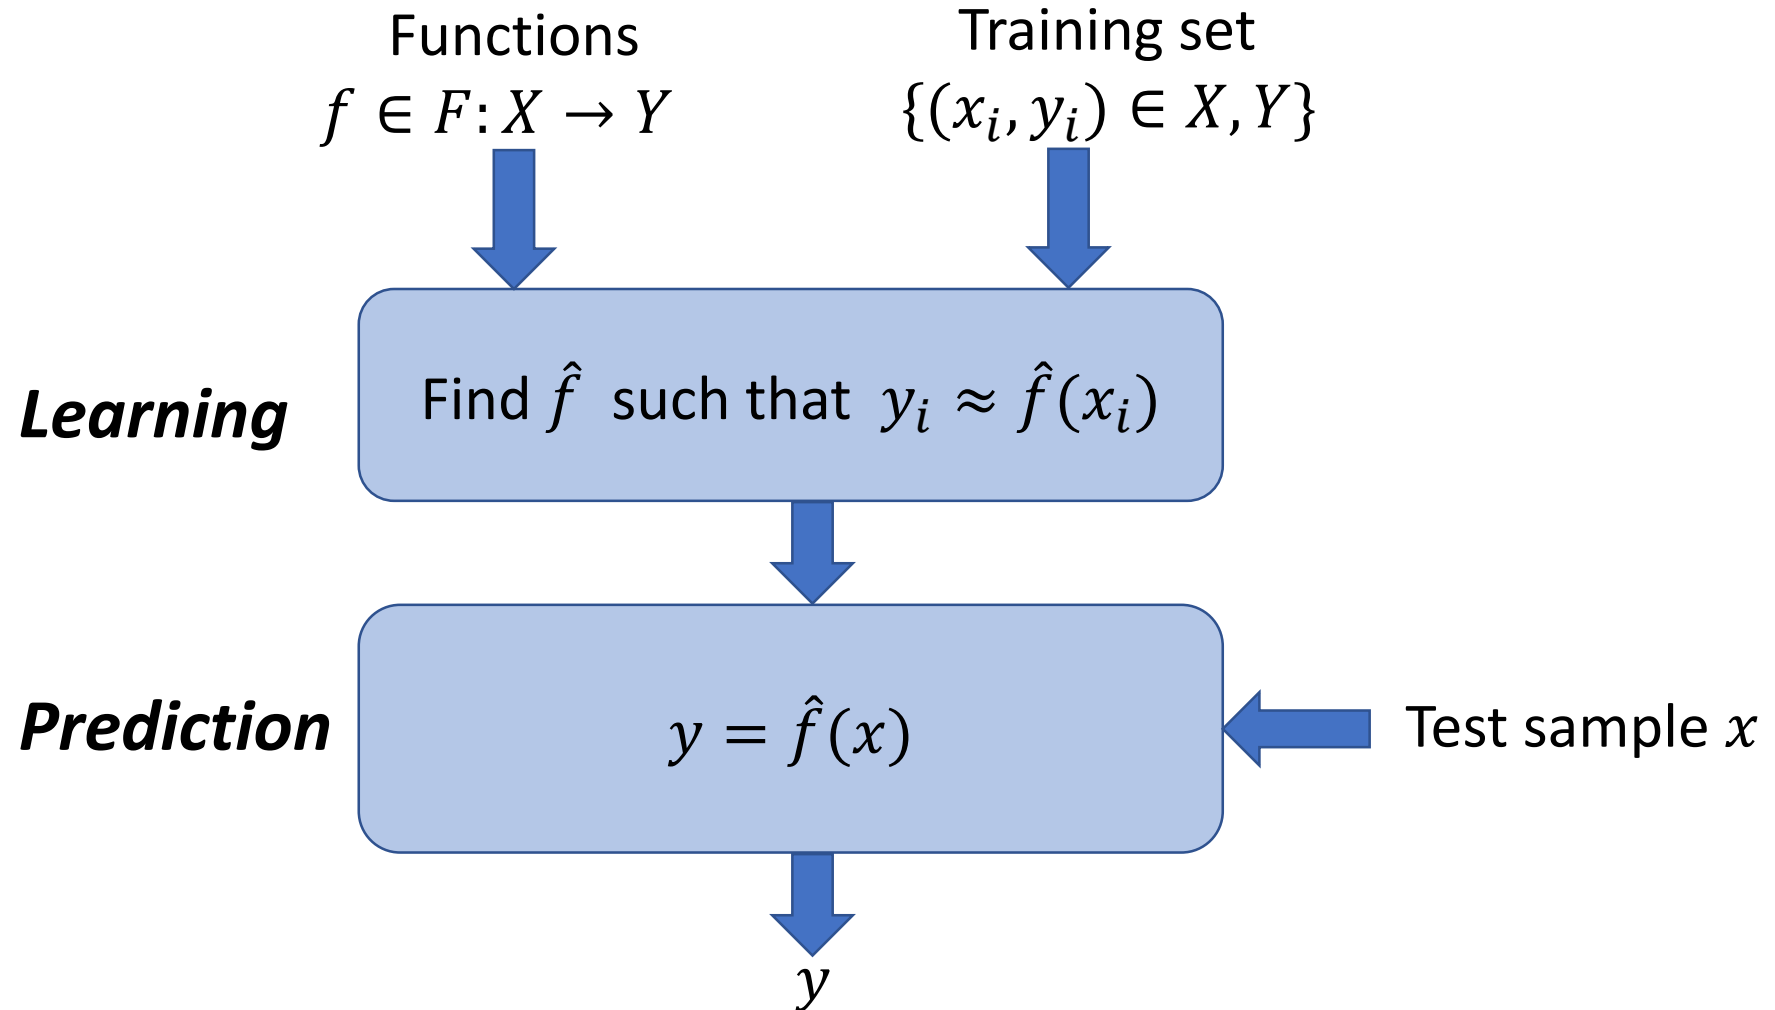 Functions
𝑓 ∈ 𝐹: 𝑋 → 𝑌
Training set
{(𝑥ᵢ, 𝑦ᵢ) ∈ 𝑋, 𝑌}
Learning
Find 𝑓̂ such that 𝑦ᵢ ≈ 𝑓̂(𝑥ᵢ)
Prediction
𝑦 = 𝑓̂(𝑥)
Test sample 𝑥
𝑦